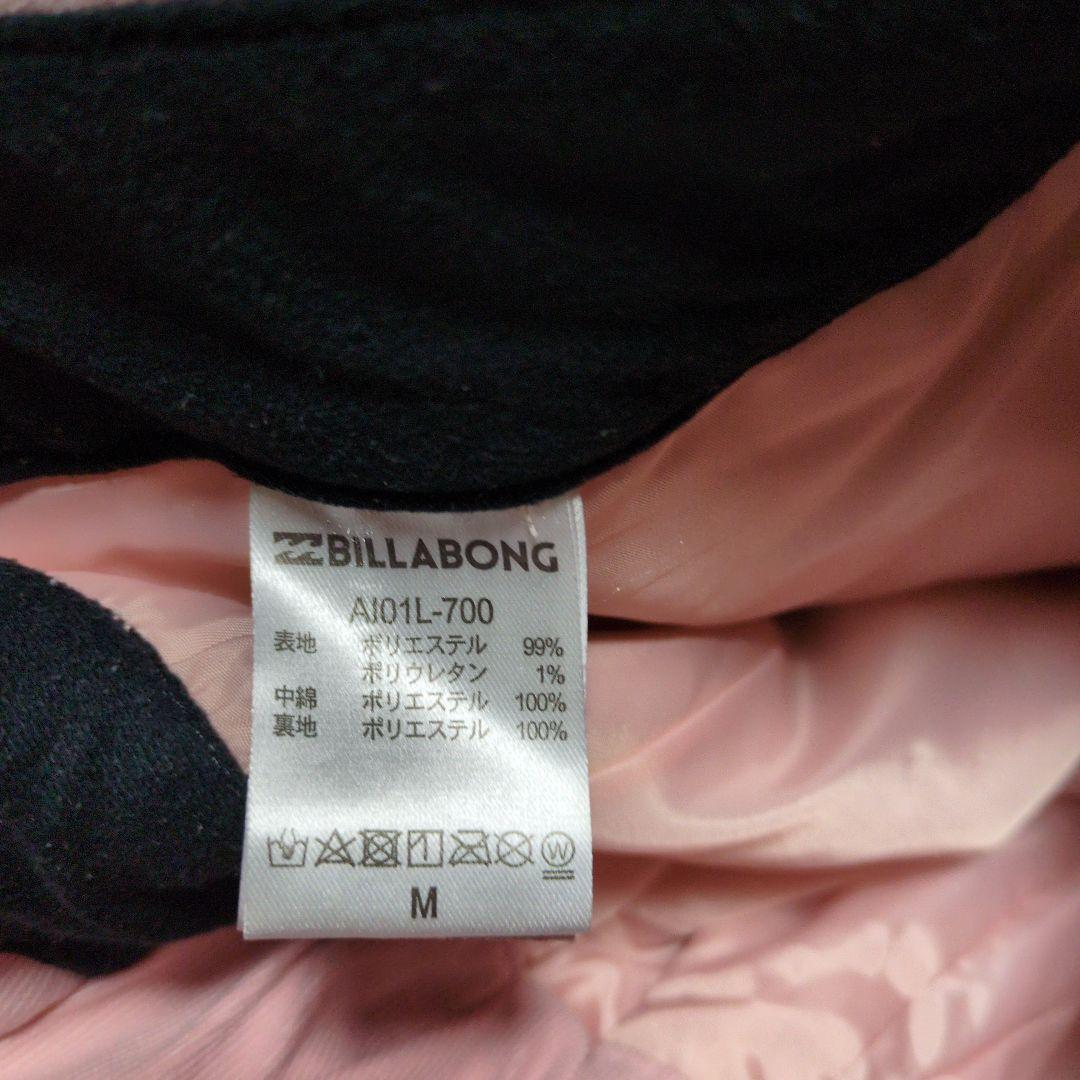 BILLABONG
AI01L-700
表地 ポリエステル 99%
ポリウレタン 1%
中綿 ポリエステル 100%
裏地 ポリエステル 100%
W
M